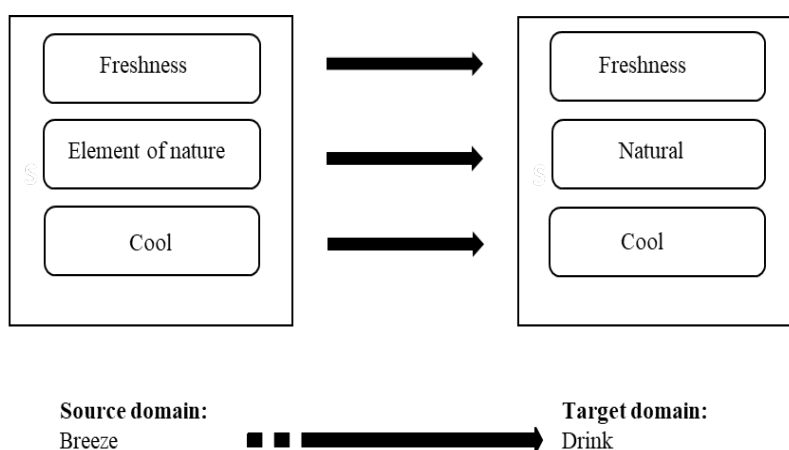 Freshness
Freshness
Element of nature
Natural
Cool
Cool
Source domain:
Target domain:
Breeze
Drink